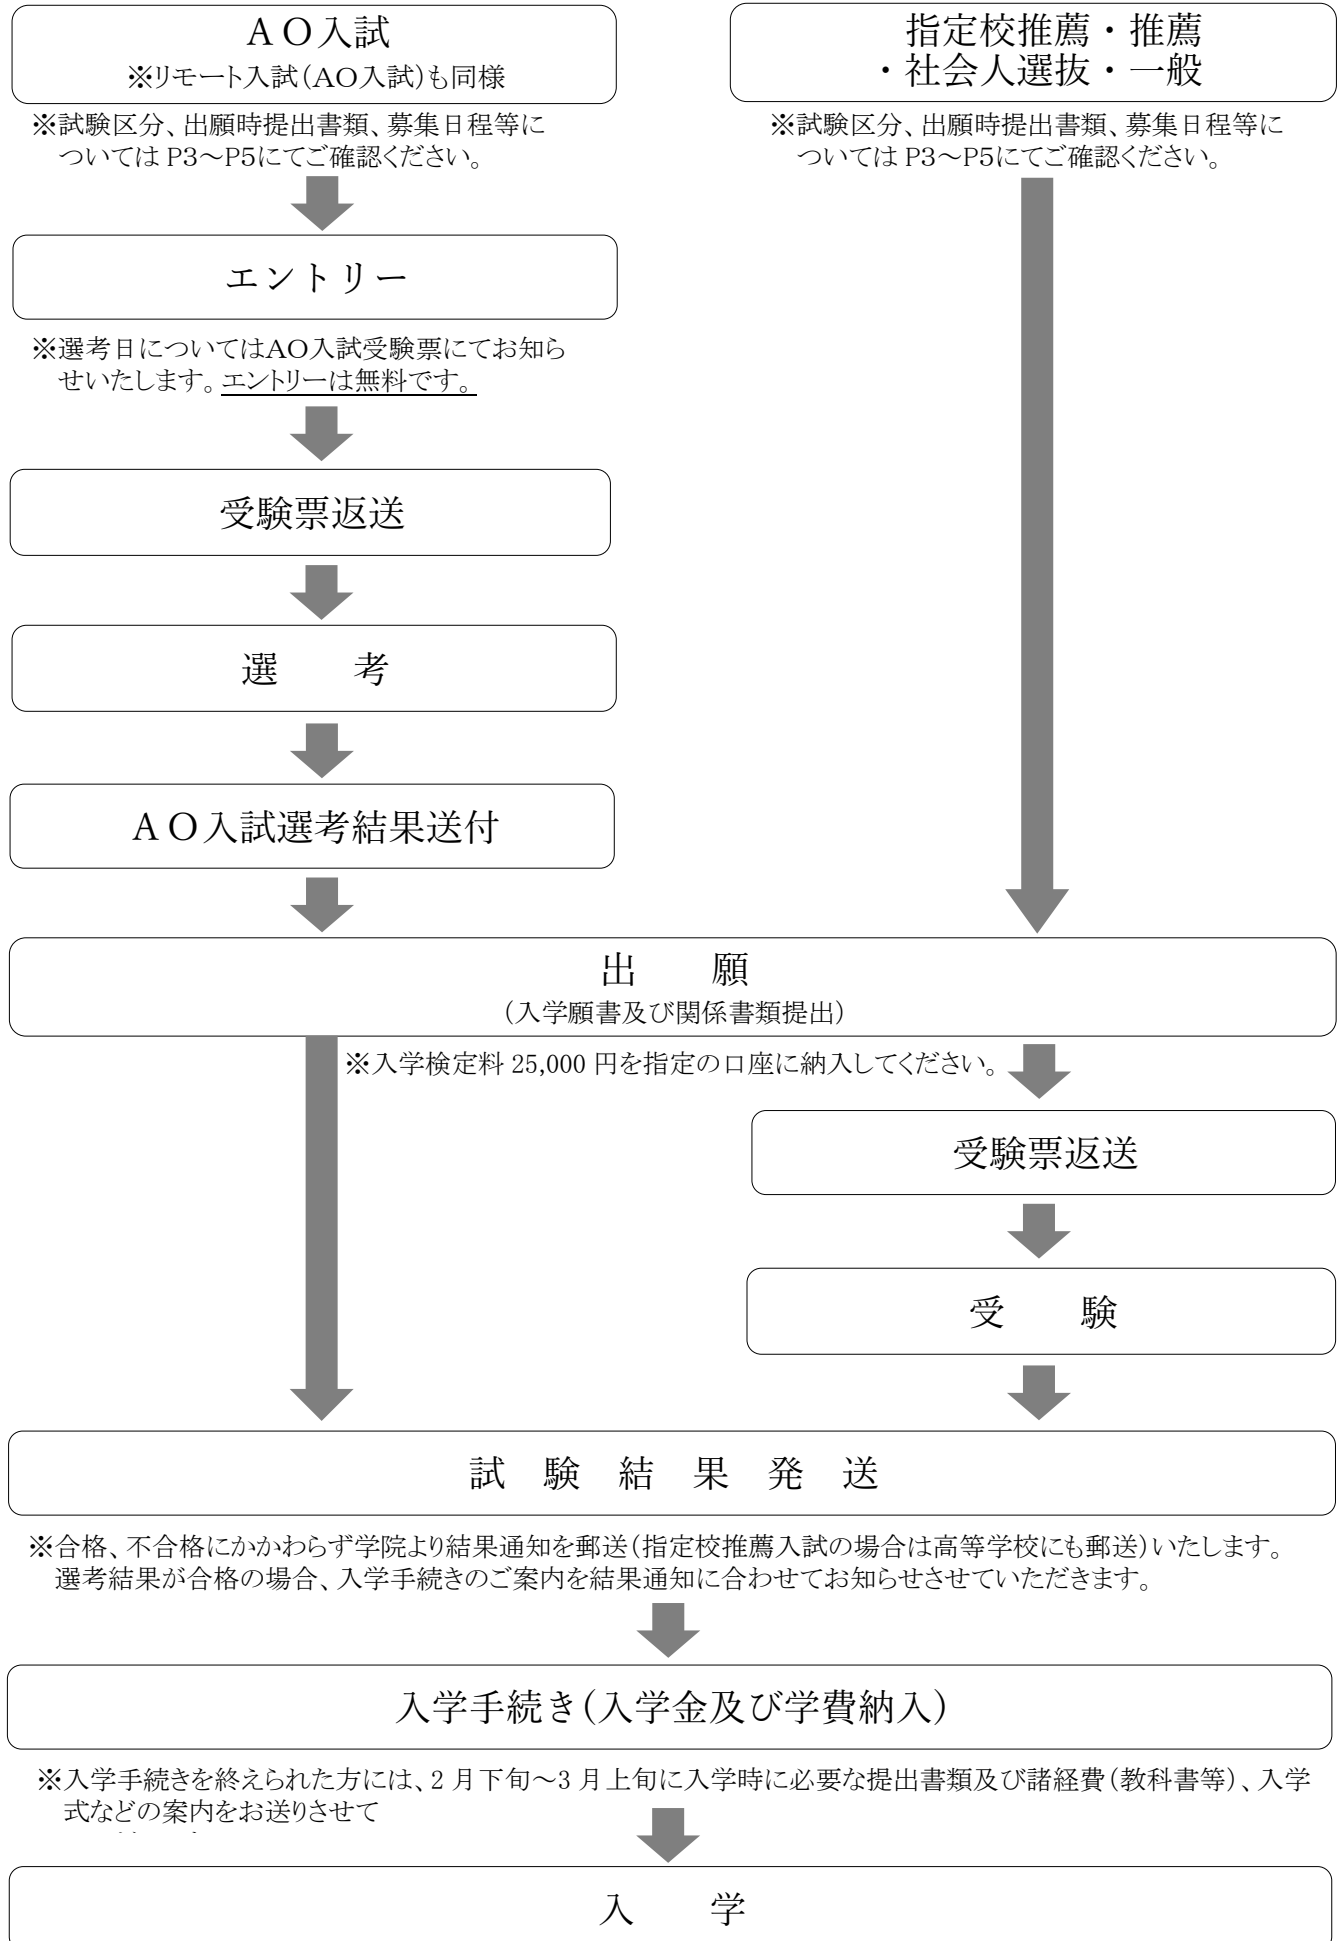 ＡＯ入試
※リモート入試(AO入試)も同様
※試験区分、出願時提出書類、募集日程等に
ついては P3～P5にてご確認ください。
エントリー
※選考日についてはAO入試受験票にてお知ら
せいたします。エントリーは無料です。
受験票返送
選　　考
ＡＯ入試選考結果送付
指定校推薦・推薦
・社会人選抜・一般
※試験区分、出願時提出書類、募集日程等に
ついては P3～P5にてご確認ください。
出　　願
(入学願書及び関係書類提出)
※入学検定料 25,000 円を指定の口座に納入してください。
受験票返送
受　　験
試　験　結　果　発　送
※合格、不合格にかかわらず学院より結果通知を郵送(指定校推薦入試の場合は高等学校にも郵送)いたします。
選考結果が合格の場合、入学手続きのご案内を結果通知に合わせてお知らせさせていただきます。
入学手続き(入学金及び学費納入)
※入学手続きを終えられた方には、2 月下旬～3 月上旬に入学時に必要な提出書類及び諸経費(教科書等)、入学
式などの案内をお送りさせて
入　　学